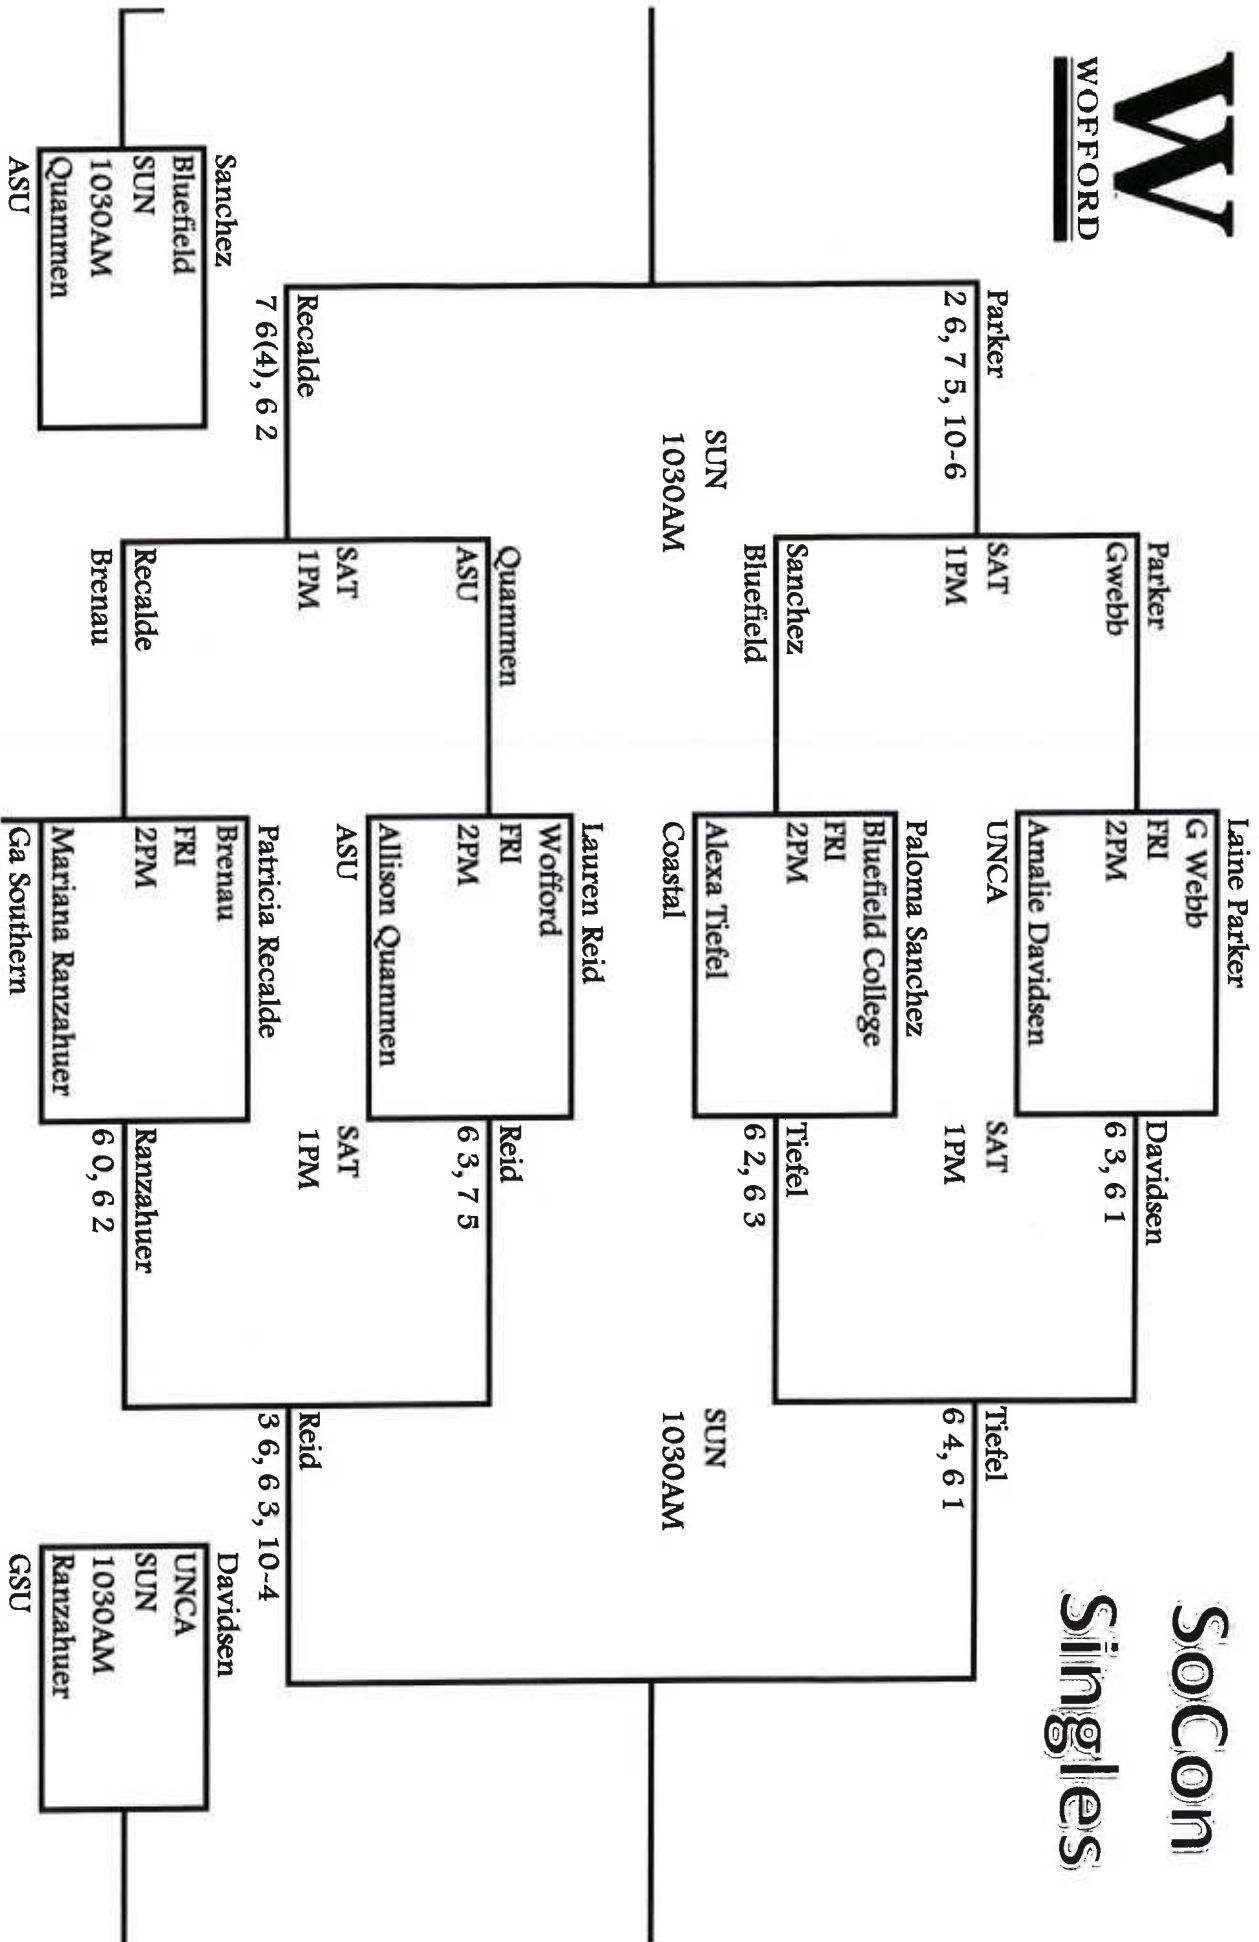 W
WOFFORD
SoCon
Singles
Laine Parker
G Webb
FRI
2PM
Amalie Davidsen
UNCA
Parker
Gwebb
SAT
1PM
Sanchez
Bluefield
Parker
2 6, 7 5, 10-6
SUN
1030AM
Davidsen
6 3, 6 1
SAT
1PM
Tiefel
6 2, 6 3
Tiefel
6 4, 6 1
SUN
1030AM
Paloma Sanchez
Bluefield College
FRI
2PM
Alexa Tiefel
Coastal
Lauren Reid
Wofford
FRI
2PM
Allison Quammen
ASU
Quammen
ASU
SAT
1PM
Recalde
Brenau
Recalde
7 6(4), 6 2
Reid
6 3, 7 5
SAT
1PM
Ranzahuer
6 0, 6 2
Reid
3 6, 6 3, 10-4
Patricia Recalde
Brenau
FRI
2PM
Mariana Ranzahuer
Ga Southern
Sanchez
Bluefield
SUN
1030AM
Quammen
ASU
Davidsen
UNCA
SUN
1030AM
Ranzahuer
GSU